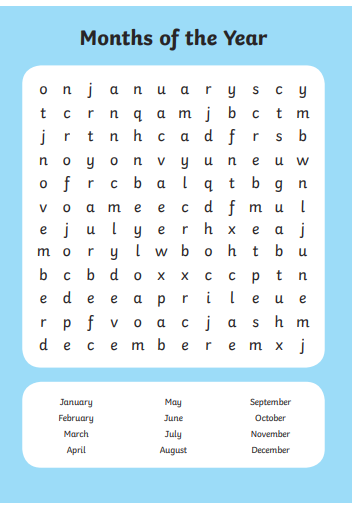 Months of the Year
o n j a n u a r y s c y
t c r n q a m j b c t m
j r t n h c a d f r s b
n o y o n v y u n e u w
o f r c b a l q t b g n
v o a m e e c d f m u l
e j u l y e r h x e a j
m o r y l w b o h t b u
b c b d o x x c c p t n
e d e e a p r i l e u e
r p f v o a c j a s h m
d e c e m b e r e m x j
January May September
February June October
March July November
April August December